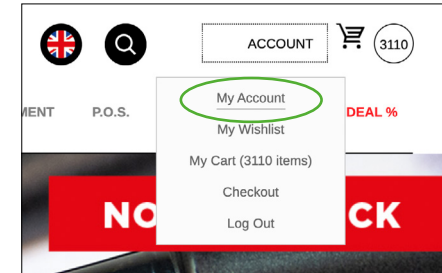 ACCOUNT
3110
MENT P.O.S. DEAL %
My Account
My Wishlist
My Cart (3110 items)
Checkout
Log Out
NO CK